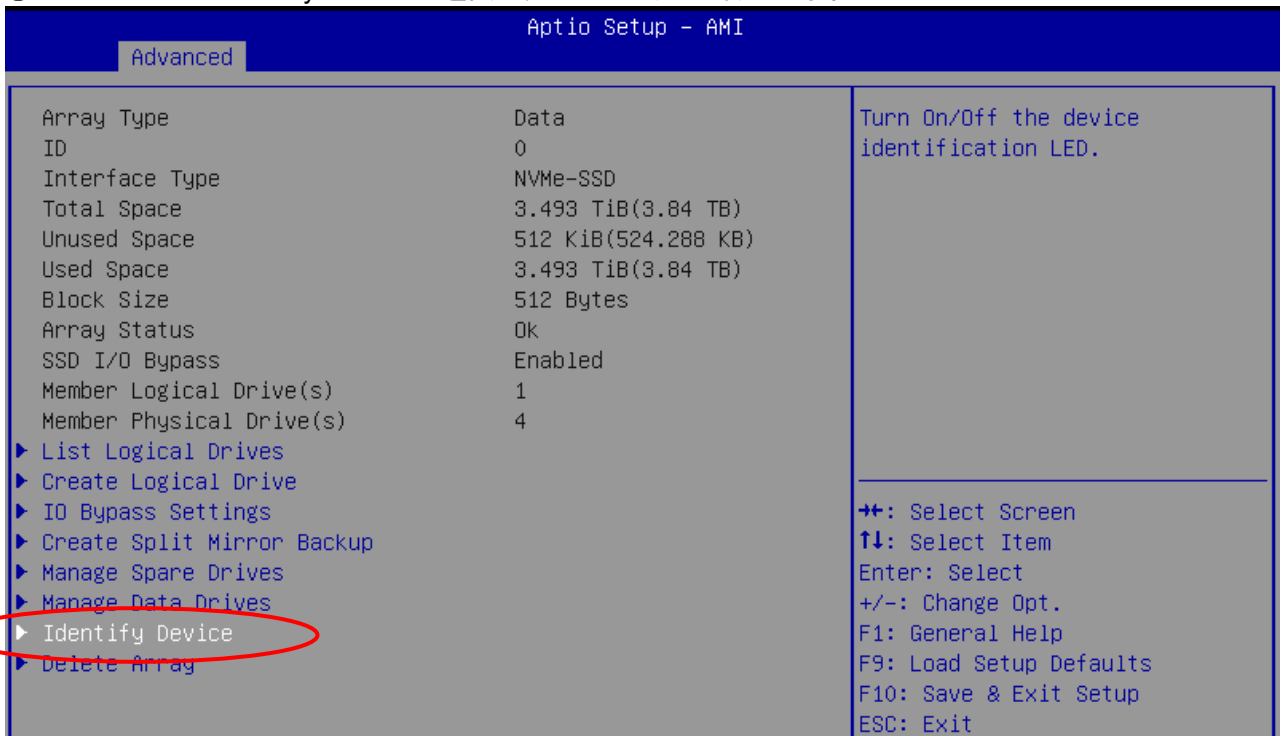 Aptio Setup – AMI
Advanced
Array Type Data
ID 0
Interface Type NVMe-SSD
Total Space 3.493 TiB(3.84 TB)
Unused Space 512 KiB(524.288 KB)
Used Space 3.493 TiB(3.84 TB)
Block Size 512 Bytes
Array Status Ok
SSD I/O Bypass Enabled
Member Logical Drive(s) 1
Member Physical Drive(s) 4
List Logical Drives
Create Logical Drive
IO Bypass Settings
Create Split Mirror Backup
Manage Spare Drives
Manage Data Drives
Identify Device
Delete Array
Turn On/Off the device
identification LED.
→←: Select Screen
↑↓: Select Item
Enter: Select
+/-: Change Opt.
F1: General Help
F9: Load Setup Defaults
F10: Save & Exit Setup
ESC: Exit